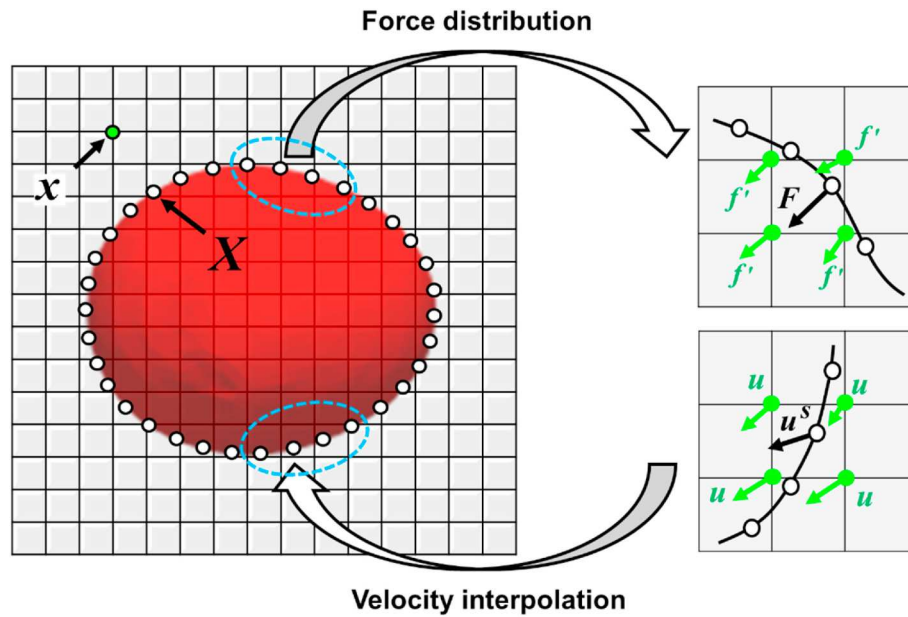 Force distribution
x
X
f'
f'
F
f'
f'
u
u
u^s
u
u
Velocity interpolation